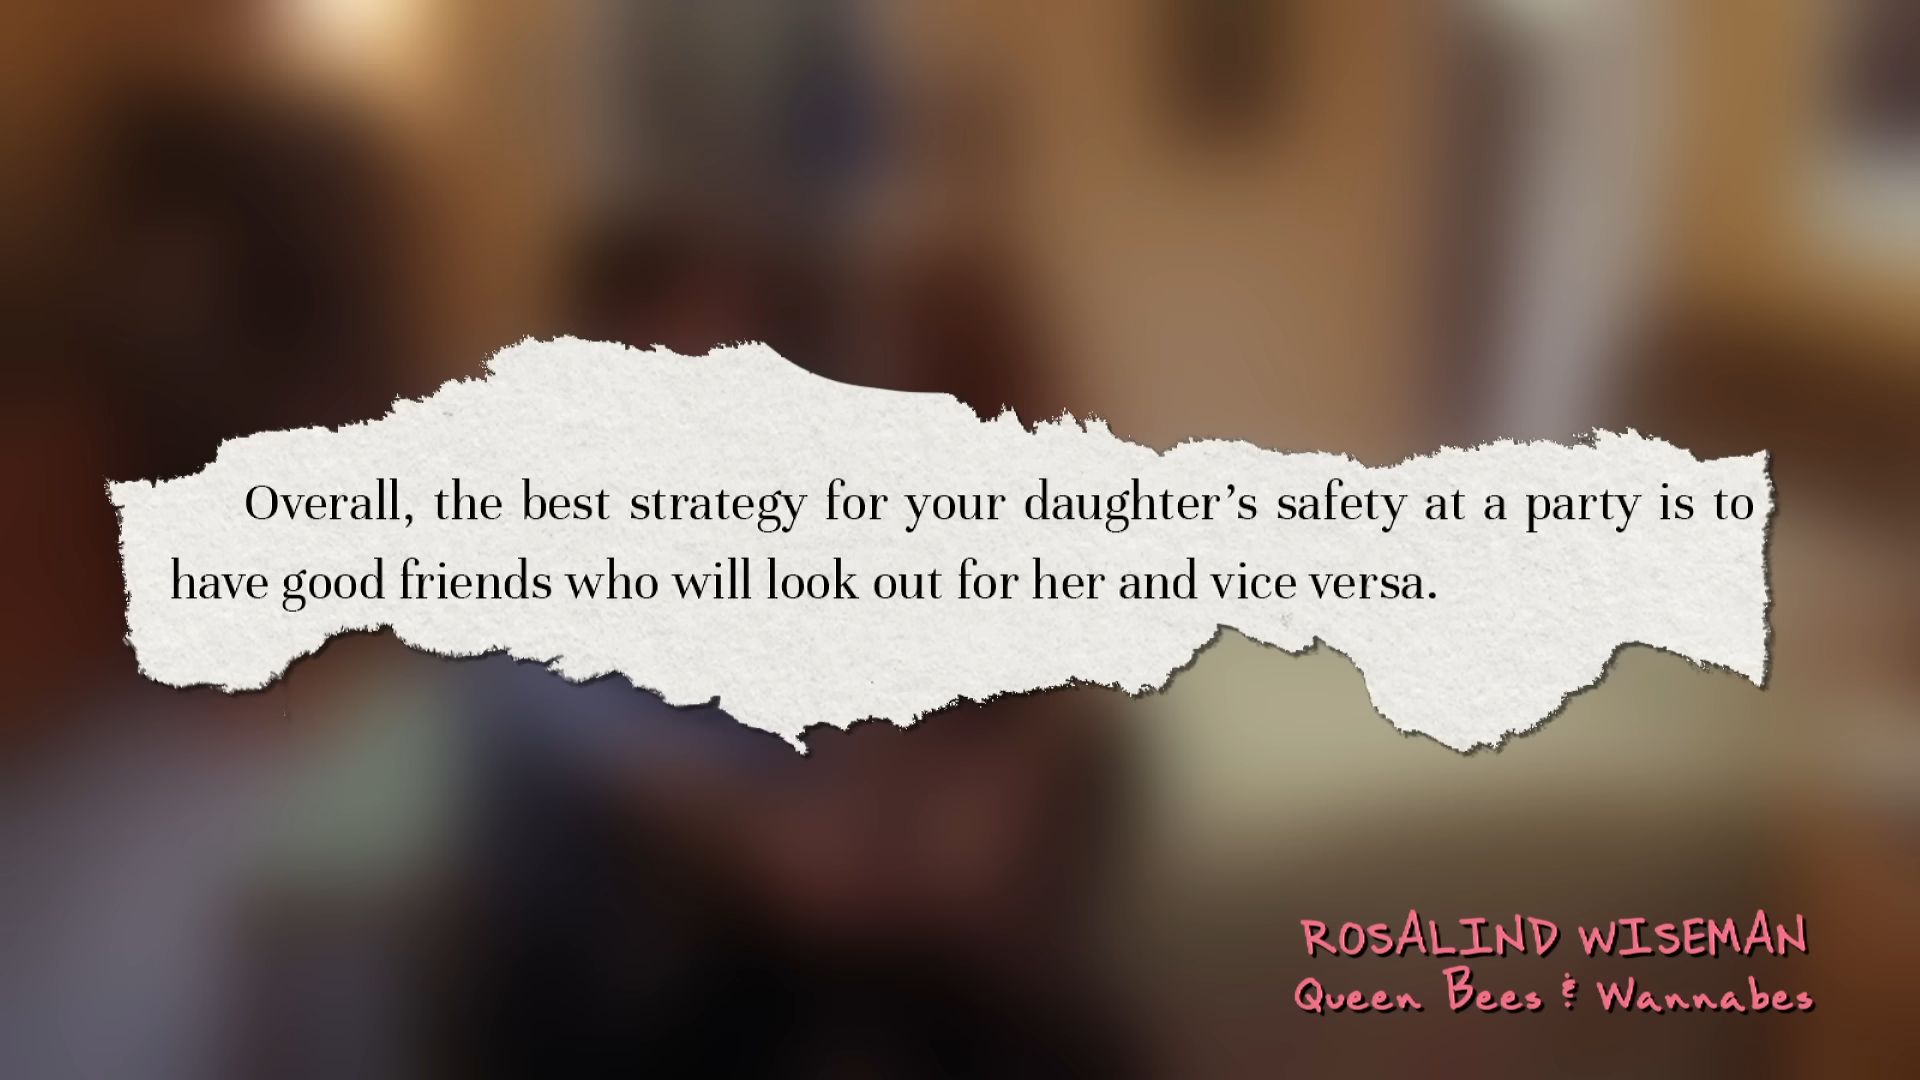 Overall, the best strategy for your daughter’s safety at a party is to
have good friends who will look out for her and vice versa.
ROSALIND WISEMAN
Queen Bees & Wannabes